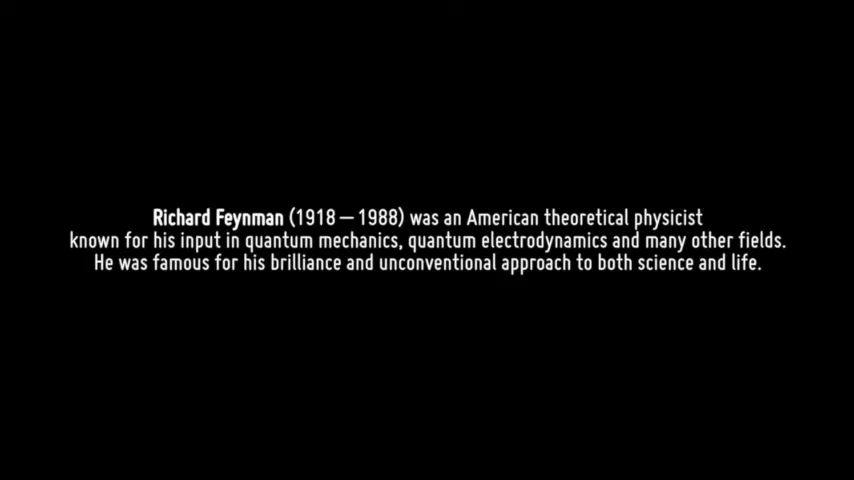 Richard Feynman (1918 – 1988) was an American theoretical physicist
known for his input in quantum mechanics, quantum electrodynamics and many other fields.
He was famous for his brilliance and unconventional approach to both science and life.